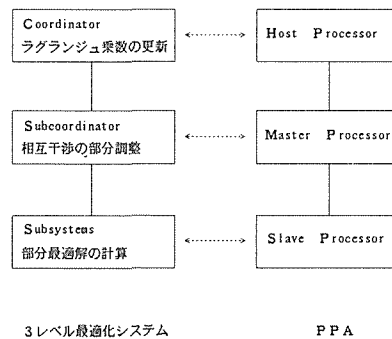 Coordinator
ラグランジュ乗数の更新
Host Processor
Subcoordinator
相互干渉の部分調整
Master Processor
Subsystems
部分最適解の計算
Slave Processor
3レベル最適化システム
PPA